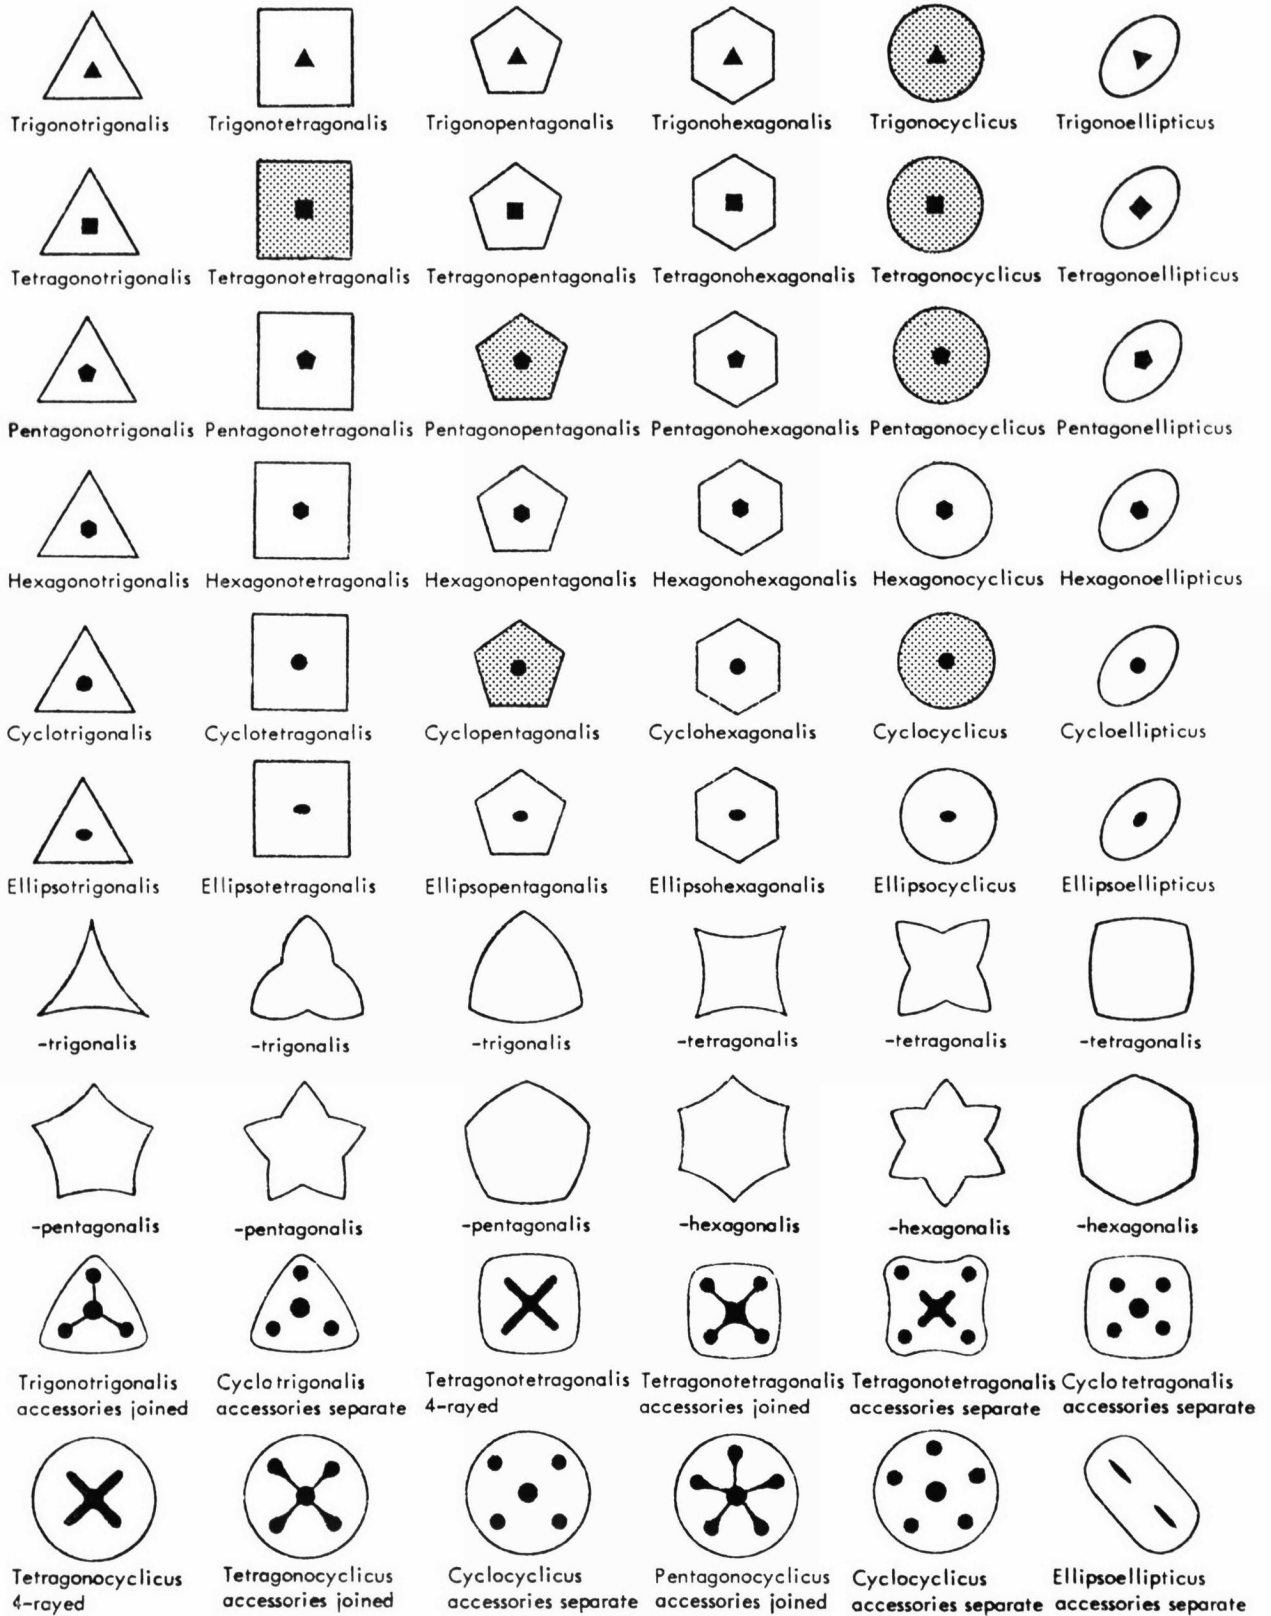 Trigonotrigonalis Trigonotetragonalis Trigonopentagonalis Trigonohexagonalis Trigonocyclicus Trigonoellipticus
Tetragonotrigonalis Tetragonotetragonalis Tetragonopentagonalis Tetragonohexagonalis Tetragonocyclicus Tetragonoellipticus
Pentagonotrigonalis Pentagonotetragonalis Pentagonopentagonalis Pentagonohexagonalis Pentagonocyclicus Pentagonellipticus
Hexagonotrigonalis Hexagonotetragonalis Hexagonopentagonalis Hexagonohexagonalis Hexagonocyclicus Hexagonoellipticus
Cyclotrigonalis Cyclotetragonalis Cyclopentagonalis Cyclohexagonalis Cyclocyclicus Cycloellipticus
Ellipsotrigonalis Ellipsotetragonalis Ellipsopentagonalis Ellipsohexagonalis Ellipsocyclicus Ellipsoellipticus
-trigonalis -trigonalis -trigonalis -tetragonalis -tetragonalis -tetragonalis
-pentagonalis -pentagonalis -pentagonalis -hexagonalis -hexagonalis -hexagonalis
Trigonotrigonalis
accessories joined
Cyclotrigonalis
accessories separate
Tetragonotetragonalis
4-rayed
Tetragonotetragonalis
accessories joined
Tetragonotetragonalis
accessories separate
Cyclotetragonalis
accessories separate
Tetragonocyclicus
4-rayed
Tetragonocyclicus
accessories joined
Cyclocyclicus
accessories separate
Pentagonocyclicus
accessories joined
Cyclocyclicus
accessories separate
Ellipsoellipticus
accessories separate